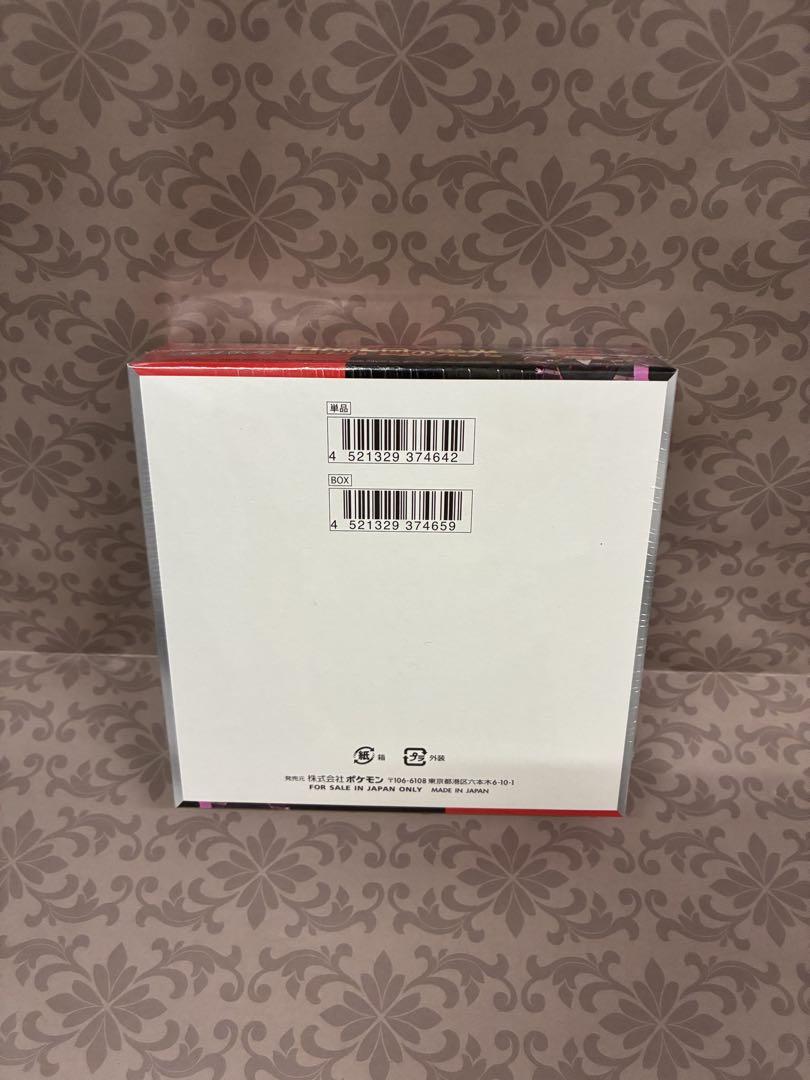 単品
4 521329 374642
BOX
4 521329 374659
紙 箱 プラ 外装
発売元 株式会社ポケモン 〒106-6108 東京都港区六本木6-10-1
FOR SALE IN JAPAN ONLY MADE IN JAPAN